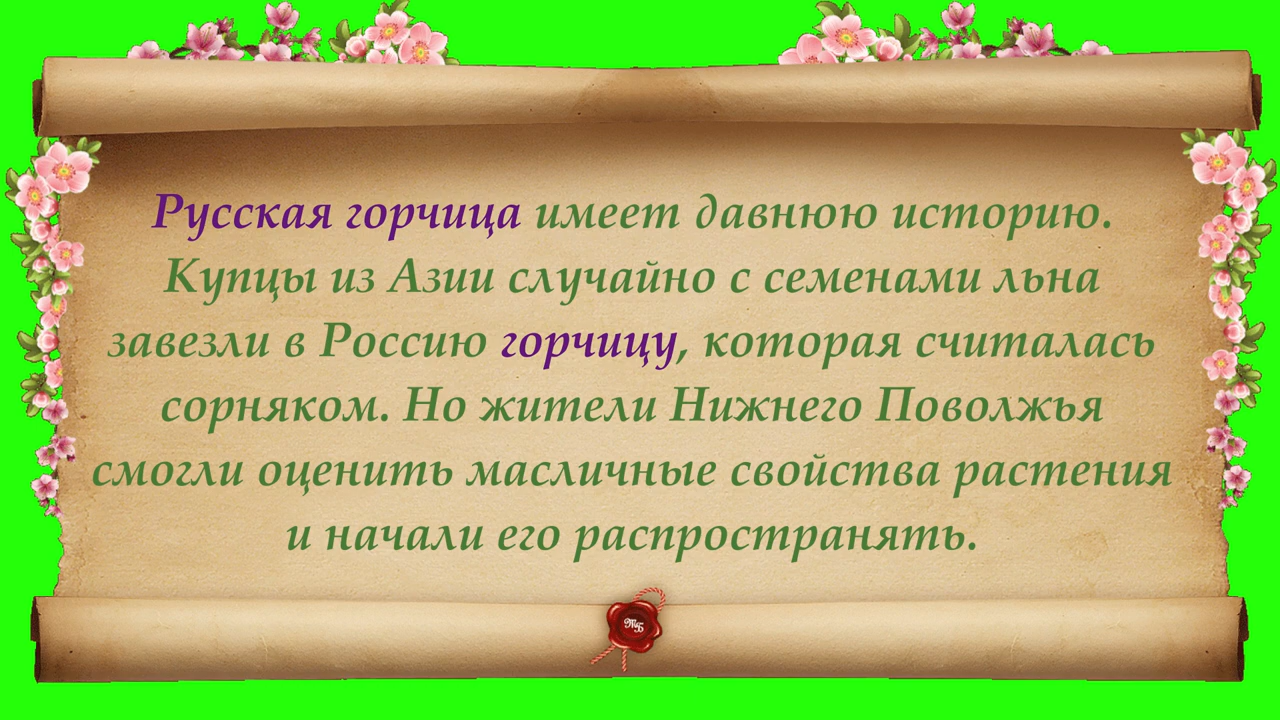 Русская горчица имеет давнюю историю.
Купцы из Азии случайно с семенами льна
завезли в Россию горчицу, которая считалась
сорняком. Но жители Нижнего Поволжья
смогли оценить масличные свойства растения
и начали его распространять.
ТБ